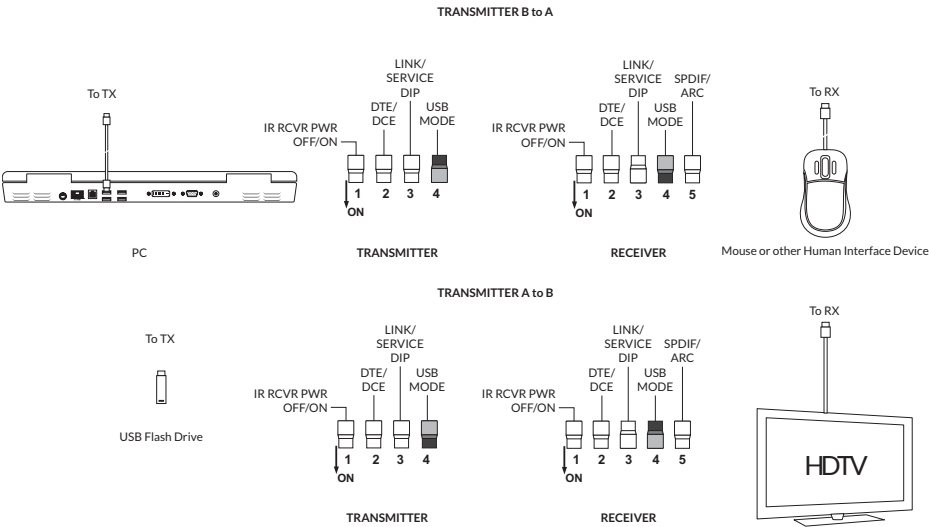 TRANSMITTER B to A
To TX
LINK/
SERVICE
DIP
DTE/
DCE
USB
MODE
IR RCVR PWR
OFF/ON
1 2 3 4
ON
LINK/
SERVICE
DIP
SPDIF/
ARC
DTE/
DCE
USB
MODE
IR RCVR PWR
OFF/ON
1 2 3 4 5
ON
To RX
PC
TRANSMITTER
RECEIVER
Mouse or other Human Interface Device
TRANSMITTER A to B
To TX
USB Flash Drive
LINK/
SERVICE
DIP
DTE/
DCE
USB
MODE
IR RCVR PWR
OFF/ON
1 2 3 4
ON
LINK/
SERVICE
DIP
SPDIF/
ARC
DTE/
DCE
USB
MODE
IR RCVR PWR
OFF/ON
1 2 3 4 5
ON
To RX
HDTV
TRANSMITTER
RECEIVER